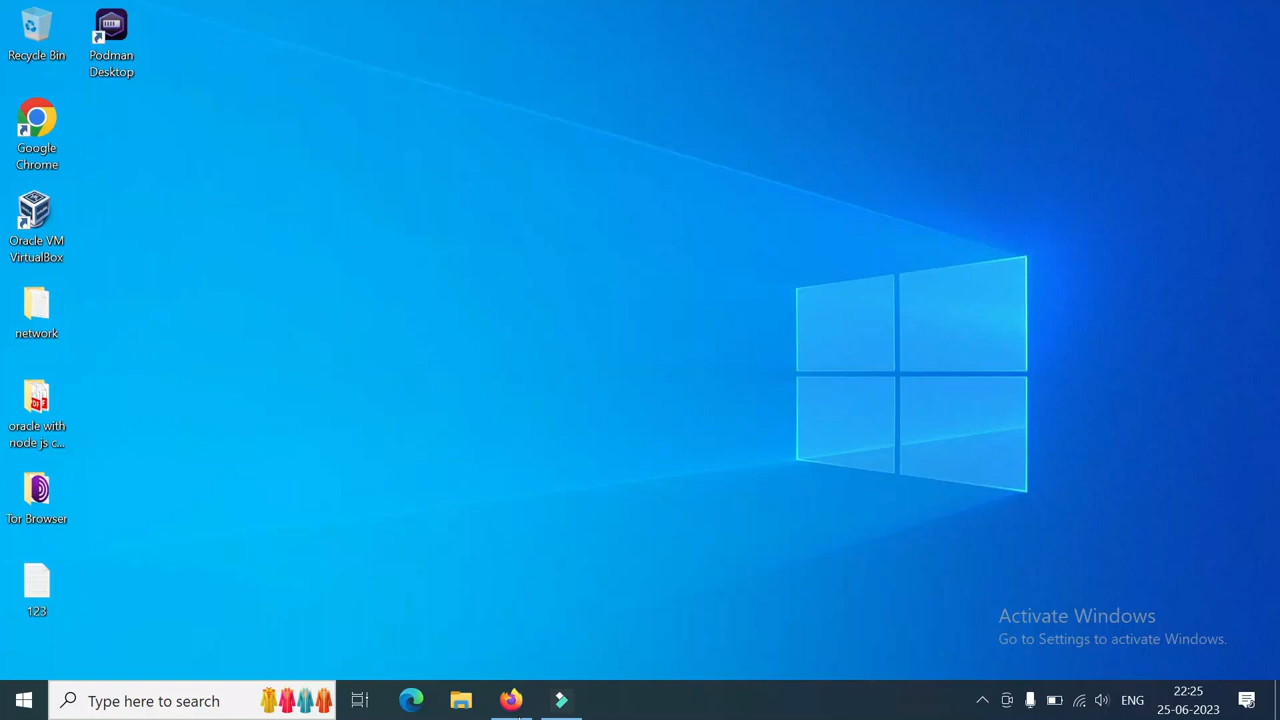 Recycle Bin
Podman
Desktop
Google
Chrome
Oracle VM
VirtualBox
network
oracle with
node js c...
Tor Browser
123
Activate Windows
Go to Settings to activate Windows.
Type here to search
ENG
22:25
25-06-2023